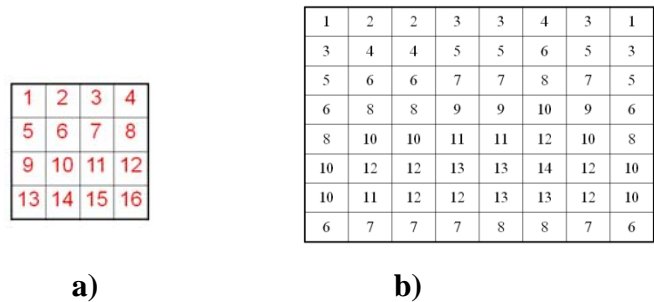 1 2 3 4
5 6 7 8
9 10 11 12
13 14 15 16
a)
1 2 2 3 3 4 3 1
3 4 4 5 5 6 5 3
5 6 6 7 7 8 7 5
6 8 8 9 9 10 9 6
8 10 10 11 11 12 10 8
10 12 12 13 13 14 12 10
10 11 12 12 13 13 12 10
6 7 7 7 8 8 7 6
b)